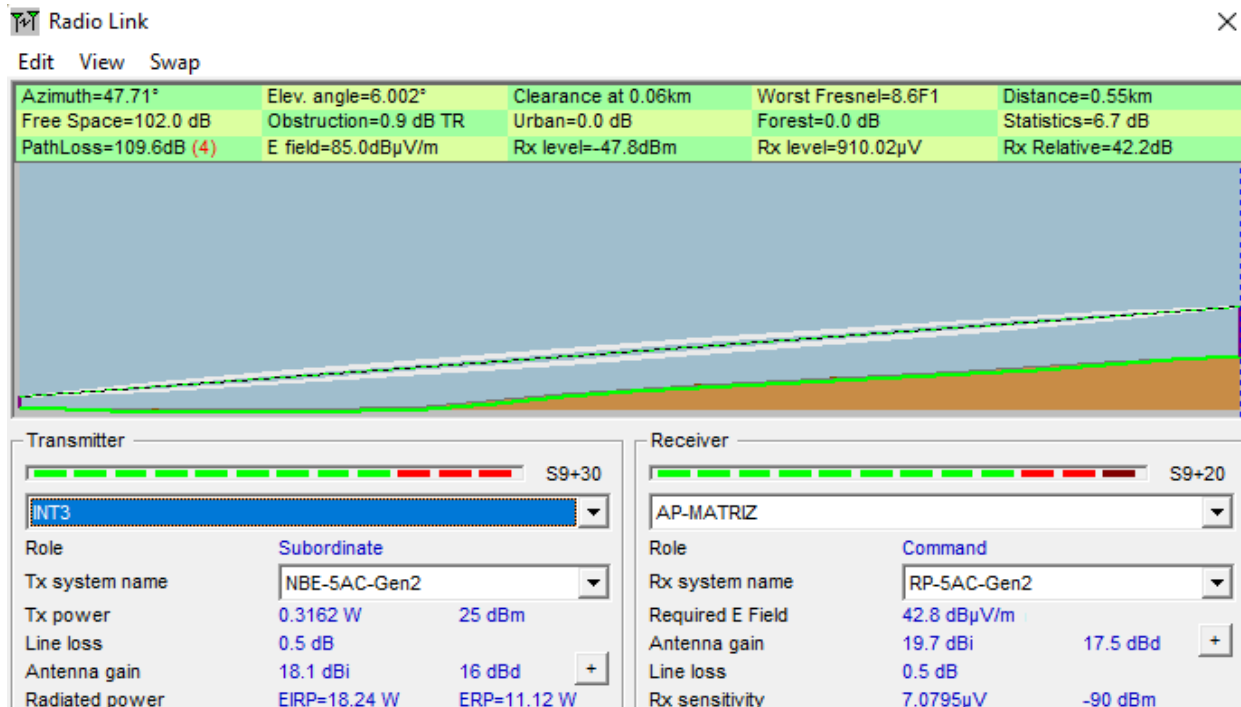 Radio Link
Edit View Swap
Azimuth=47.71° Elev. angle=6.002° Clearance at 0.06km Worst Fresnel=8.6F1 Distance=0.55km
Free Space=102.0 dB Obstruction=0.9 dB TR Urban=0.0 dB Forest=0.0 dB Statistics=6.7 dB
PathLoss=109.6dB (4) E field=85.0dBµV/m Rx level=-47.8dBm Rx level=910.02µV Rx Relative=42.2dB
Transmitter
S9+30
INT3
Role Subordinate
Tx system name NBE-5AC-Gen2
Tx power 0.3162 W 25 dBm
Line loss 0.5 dB
Antenna gain 18.1 dBi 16 dBd +
Radiated power EIRP=18.24 W ERP=11.12 W
Receiver
S9+20
AP-MATRIZ
Role Command
Rx system name RP-5AC-Gen2
Required E Field 42.8 dBµV/m
Antenna gain 19.7 dBi 17.5 dBd +
Line loss 0.5 dB
Rx sensitivity 7.0795µV -90 dBm